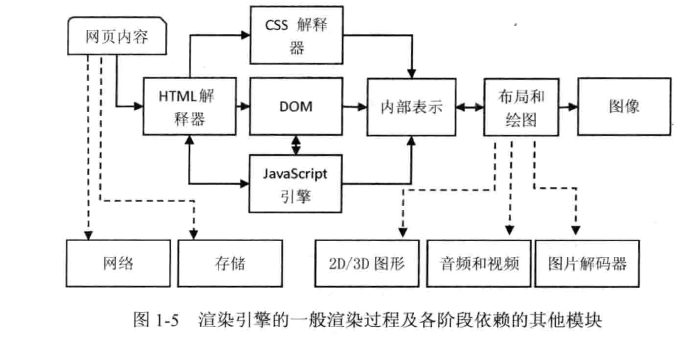 网页内容
CSS 解释
器
HTML解
释器
DOM
内部表示
布局和
绘图
图像
JavaScript
引擎
网络
存储
2D/3D 图形
音频和视频
图片解码器
图 1-5 渲染引擎的一般渲染过程及各阶段依赖的其他模块